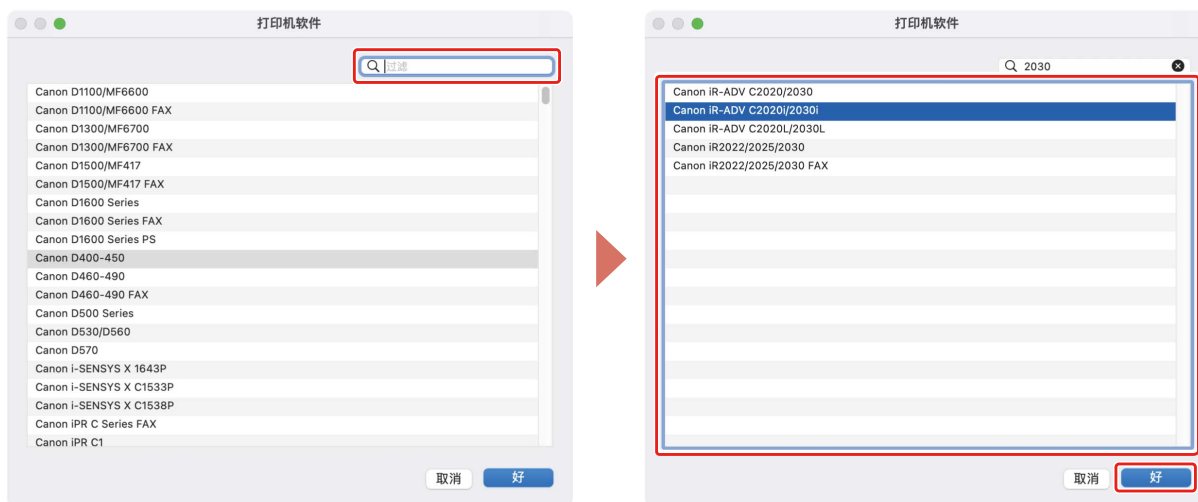 打印机软件
过滤
Canon D1100/MF6600
Canon D1100/MF6600 FAX
Canon D1300/MF6700
Canon D1300/MF6700 FAX
Canon D1500/MF417
Canon D1500/MF417 FAX
Canon D1600 Series
Canon D1600 Series FAX
Canon D1600 Series PS
Canon D400-450
Canon D460-490
Canon D460-490 FAX
Canon D500 Series
Canon D530/D560
Canon D570
Canon i-SENSYS X 1643P
Canon i-SENSYS X C1533P
Canon i-SENSYS X C1538P
Canon iPR C Series FAX
Canon iPR C1
取消 好
打印机软件
2030
Canon iR-ADV C2020/2030
Canon iR-ADV C2020i/2030i
Canon iR-ADV C2020L/2030L
Canon iR2022/2025/2030
Canon iR2022/2025/2030 FAX
取消 好